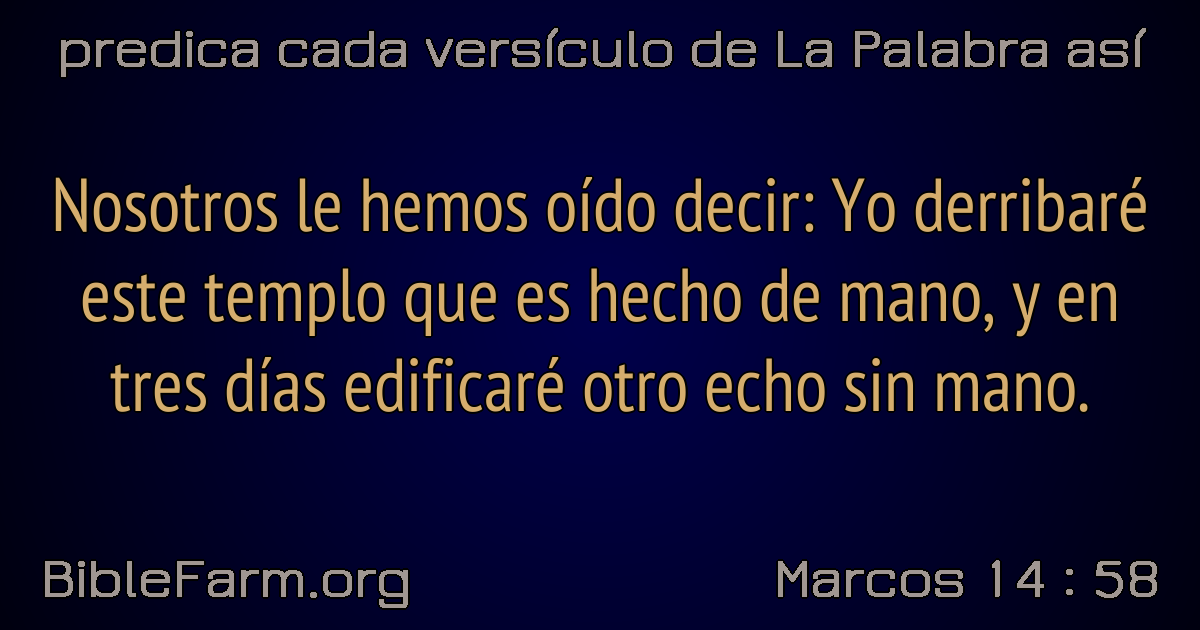 predica cada versículo de La Palabra así
Nosotros le hemos oído decir: Yo derribaré
este templo que es hecho de mano, y en
tres días edificaré otro echo sin mano.
BibleFarm.org
Marcos 14 : 58